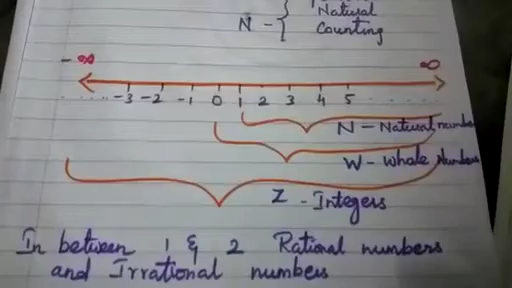 Natural
N - { Counting
- ∞ ∞
-3 -2 -1 0 1 2 3 4 5
N - Natural number
W - Whole Numbers
Z - Integers
In between 1 & 2 Rational numbers
and Irrational numbers